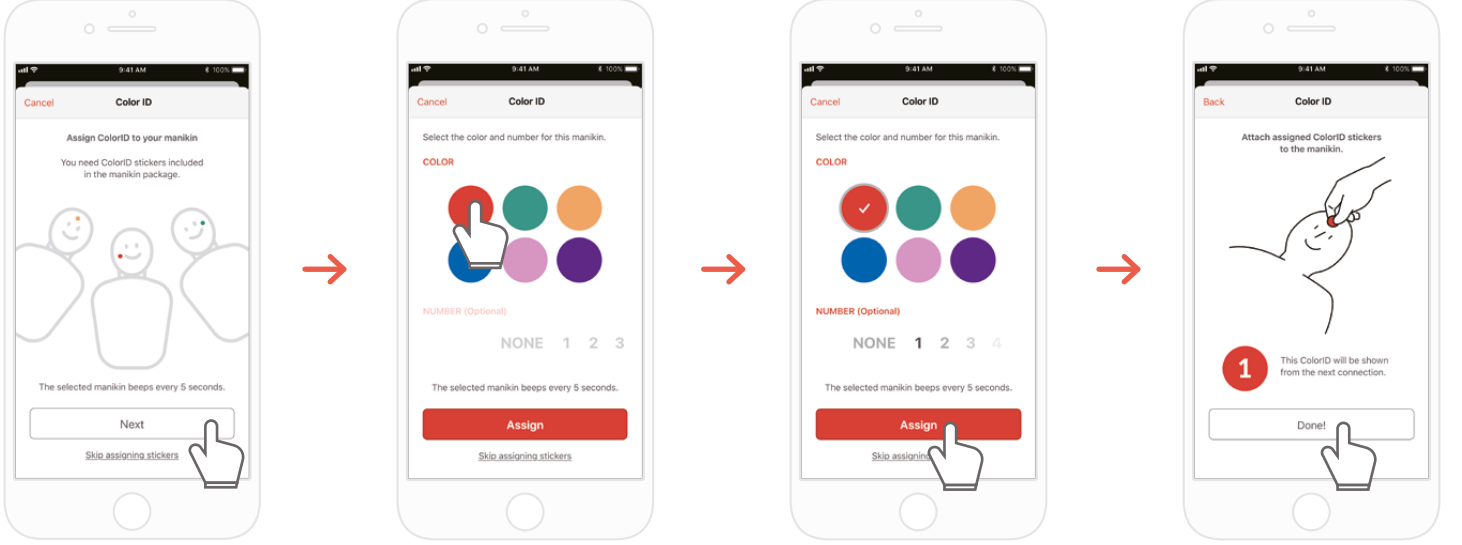 9:41 AM 100%
Cancel Color ID
Assign ColorID to your manikin
You need ColorID stickers included
in the manikin package.
The selected manikin beeps every 5 seconds.
Next
Skip assigning stickers
9:41 AM 100%
Cancel Color ID
Select the color and number for this manikin.
COLOR
NUMBER (Optional)
NONE 1 2 3
The selected manikin beeps every 5 seconds.
Assign
Skip assigning stickers
9:41 AM 100%
Cancel Color ID
Select the color and number for this manikin.
COLOR
NUMBER (Optional)
NONE 1 2 3 4
The selected manikin beeps every 5 seconds.
Assign
Skip assigning
9:41 AM 100%
Back Color ID
Attach assigned ColorID stickers
to the manikin.
1
This ColorID will be shown
from the next connection.
Done!